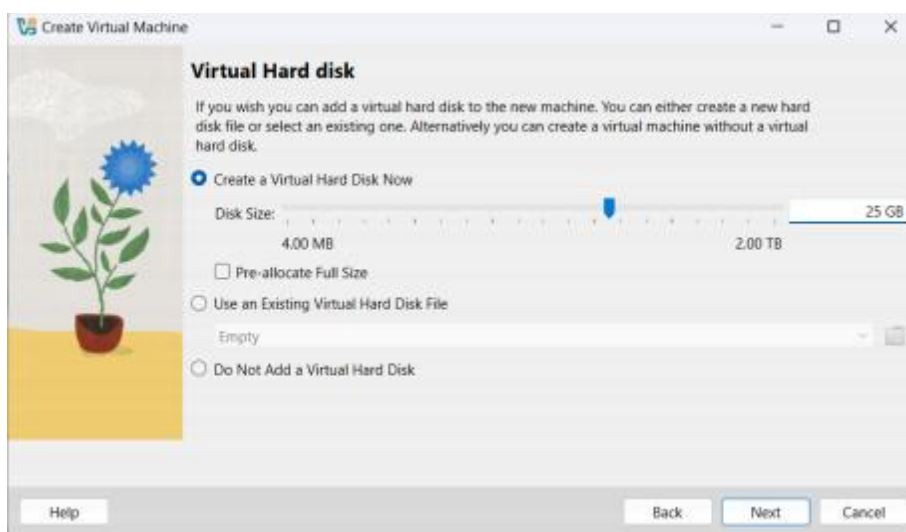 Create Virtual Machine
Virtual Hard disk
If you wish you can add a virtual hard disk to the new machine. You can either create a new hard
disk file or select an existing one. Alternatively you can create a virtual machine without a virtual
hard disk.
Create a Virtual Hard Disk Now
Disk Size:
25 GB
4.00 MB
2.00 TB
Pre-allocate Full Size
Use an Existing Virtual Hard Disk File
Empty
Do Not Add a Virtual Hard Disk
Help
Back
Next
Cancel